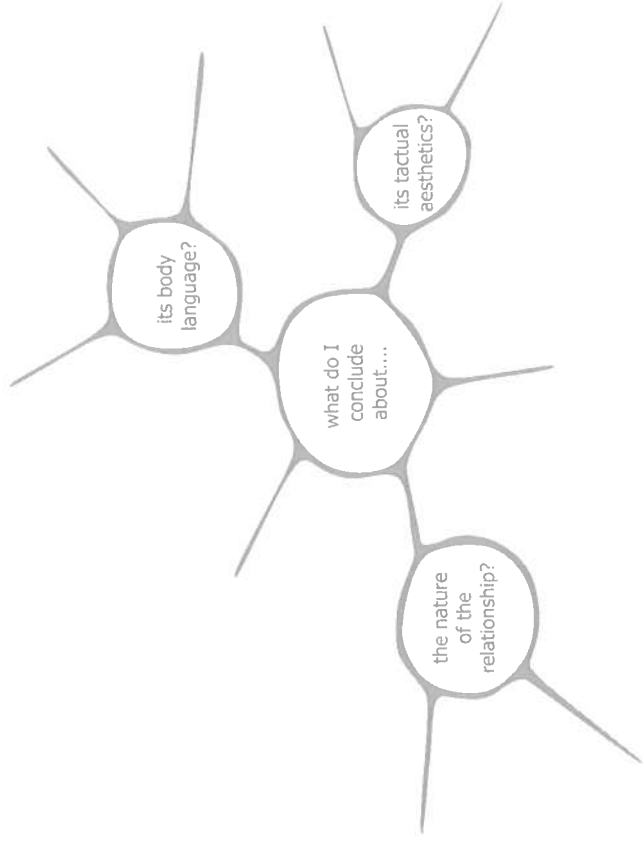 what do I
conclude
about....
its body
language?
its tactual
aesthetics?
the nature
of the
relationship?